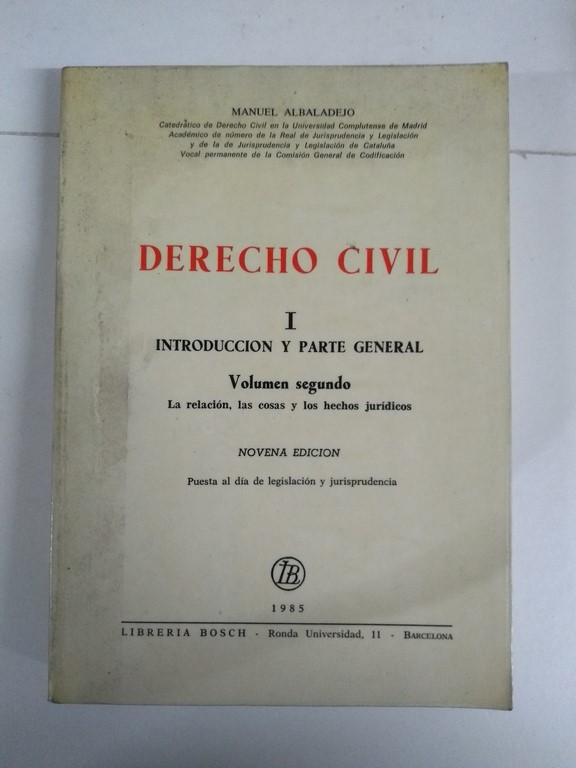 MANUEL ALBALADEJO
Catedrático de Derecho Civil en la Universidad Complutense de Madrid
Académico de número de la Real de Jurisprudencia y Legislación
y de la de Jurisprudencia y Legislación de Cataluña
Vocal permanente de la Comisión General de Codificación
DERECHO CIVIL
I
INTRODUCCION Y PARTE GENERAL
Volumen segundo
La relación, las cosas y los hechos jurídicos
NOVENA EDICION
Puesta al día de legislación y jurisprudencia
LB
1985
LIBRERIA BOSCH - Ronda Universidad, 11 - BARCELONA